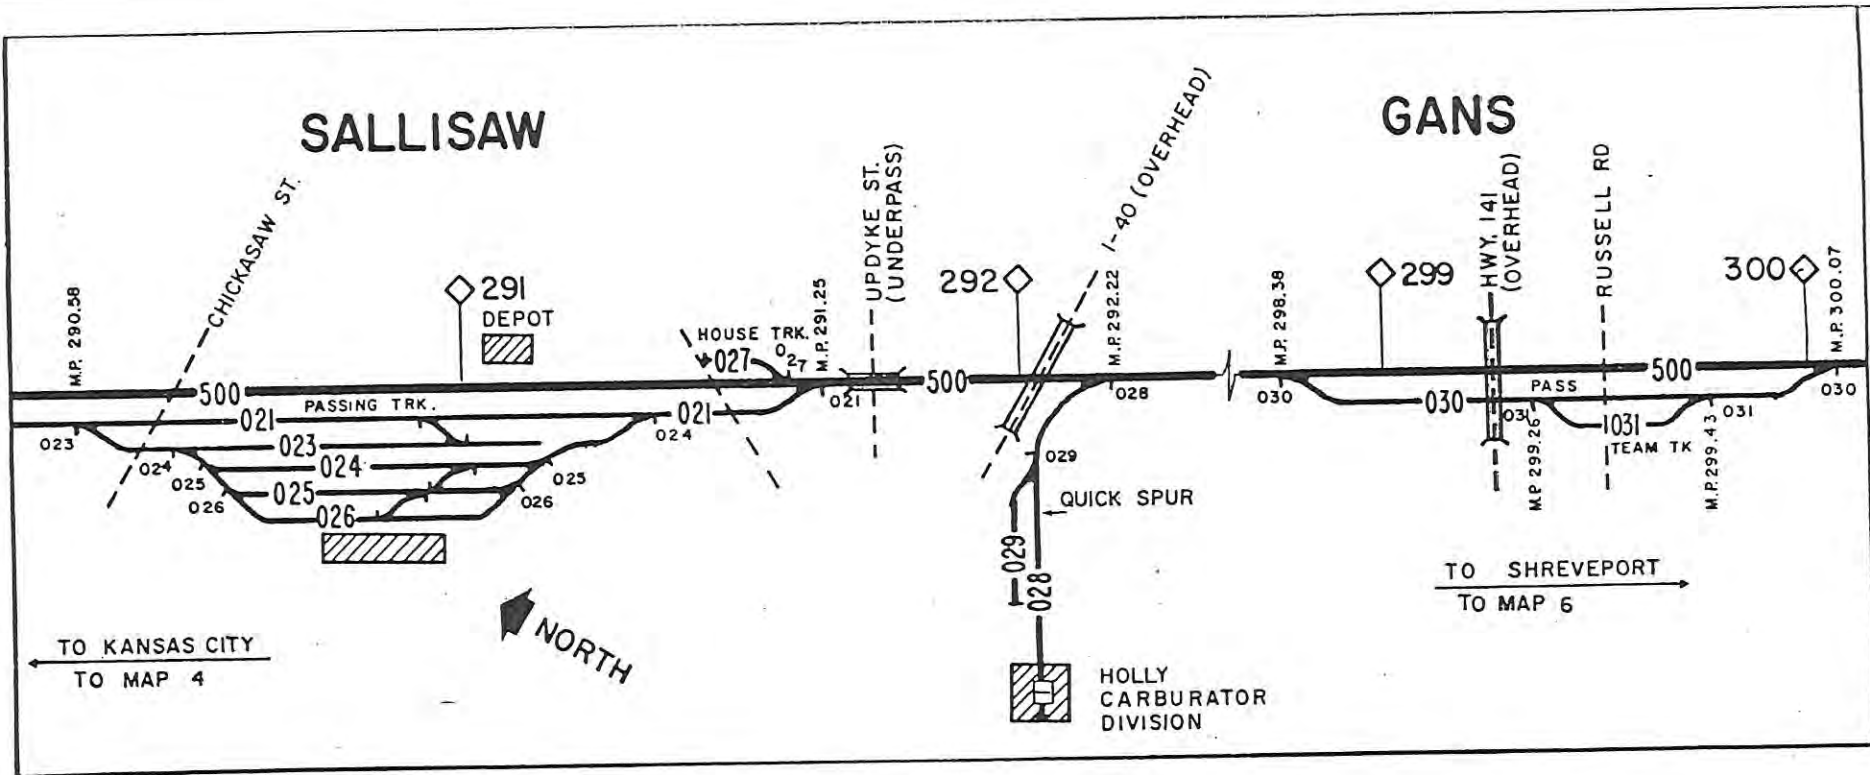 SALLISAW
GANS
CHICKASAW ST.
UPDYKE ST.
(UNDERPASS)
I-40 (OVERHEAD)
HWY. 141
(OVERHEAD)
RUSSELL RD
M.P. 290.58
291
DEPOT
HOUSE TRK.
027
027
M.P. 291.25
292
M.P. 292.22
M.P. 298.38
299
300
M.P. 300.07
500
500
500
021
PASSING TRK.
021
021
028
030
030
PASS
031
030
023
023
024
024
024
025
025
025
026
026
026
029
QUICK SPUR
029
028
M.P. 299.26
031
TEAM TK
031
M.P. 299.43
TO SHREVEPORT
TO MAP 6
NORTH
TO KANSAS CITY
TO MAP 4
HOLLY
CARBURATOR
DIVISION